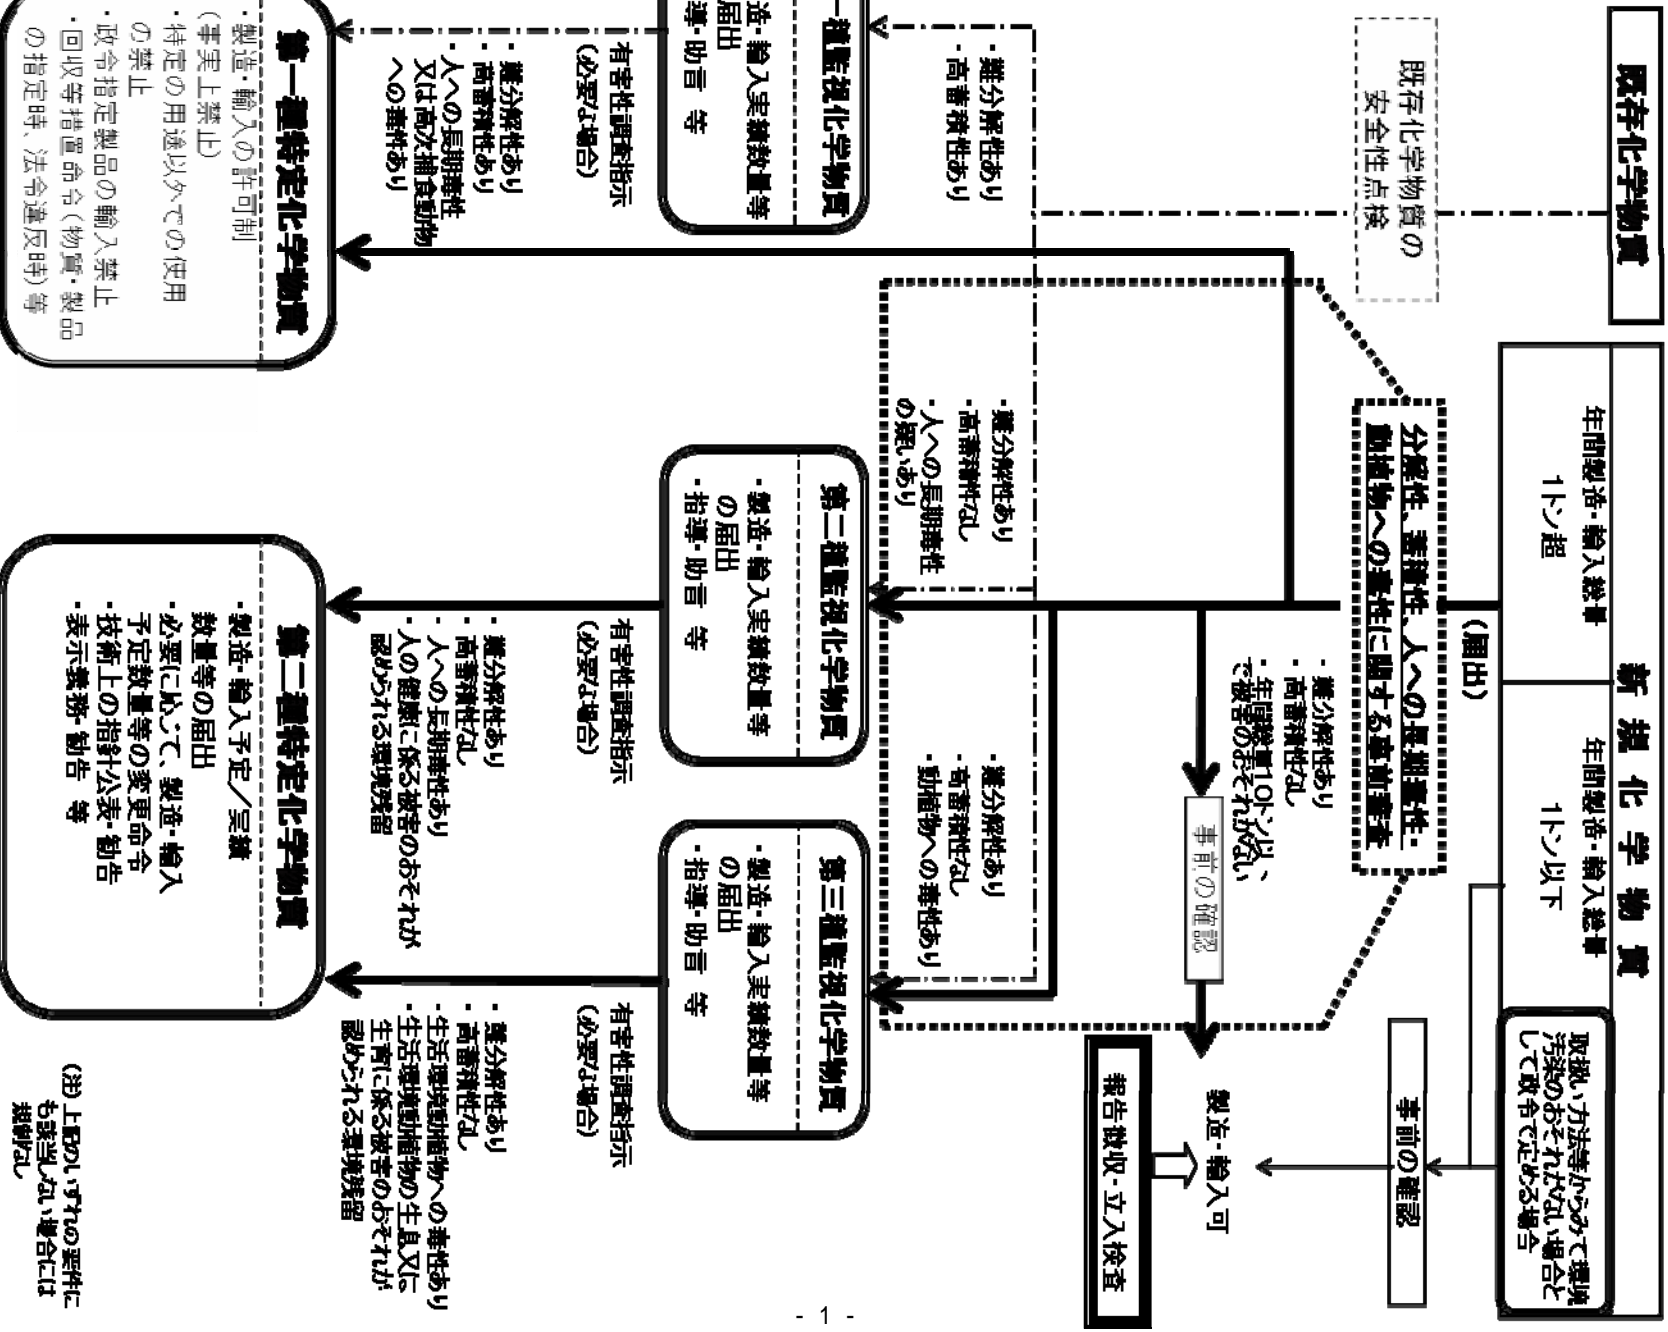 既存化学物質
新規化学物質
年間製造・輸入総量
1トン超
年間製造・輸入総量
1トン以下
取扱い方法等からみて環境
汚染のおそれがない場合と
して政令で定める場合
(届出)
既存化学物質の
安全性点検
分解性、蓄積性、人への長期毒性・
動植物への毒性に関する事前審査
事前の確認
・難分解性あり
・高蓄積性なし
・年間総量10トン以下、
で被害のおそれがない
事前の確認
製造・輸入可
報告徴収・立入検査
・難分解性あり
・高蓄積性あり
・難分解性あり
・高蓄積性なし
・人への長期毒性
の疑いあり
・難分解性あり
・高蓄積性なし
・動植物への毒性あり
一種監視化学物質
造・輸入実績数量等
届出
導・助言 等
第二種監視化学物質
・製造・輸入実績数量等
の届出
・指導・助言 等
第三種監視化学物質
・製造・輸入実績数量等
の届出
・指導・助言 等
有害性調査指示
(必要な場合)
・難分解性あり
・高蓄積性あり
・人への長期毒性
又は高次捕食動物
への毒性あり
有害性調査指示
(必要な場合)
・難分解性あり
・高蓄積性なし
・人への長期毒性あり
・人の健康に係る被害のおそれが
認められる環境残留
有害性調査指示
(必要な場合)
・難分解性あり
・高蓄積性なし
・生活環境動植物への毒性あり
・生活環境動植物の生息又は
生育に係る被害のおそれが
認められる環境残留
第一種特定化学物質
・製造・輸入の許可制
(事実上禁止)
・特定の用途以外での使用
の禁止
・政令指定製品の輸入禁止
・回収等措置命令(物質・製品
の指定時、法令違反時)等
第二種特定化学物質
・製造・輸入予定/実績
数量等の届出
・必要に応じて、製造・輸入
予定数量等の変更命令
・技術上の指針公表・勧告
・表示義務・勧告 等
(注)上記のいずれの要件に
も該当しない場合には
規制なし
- 1 -